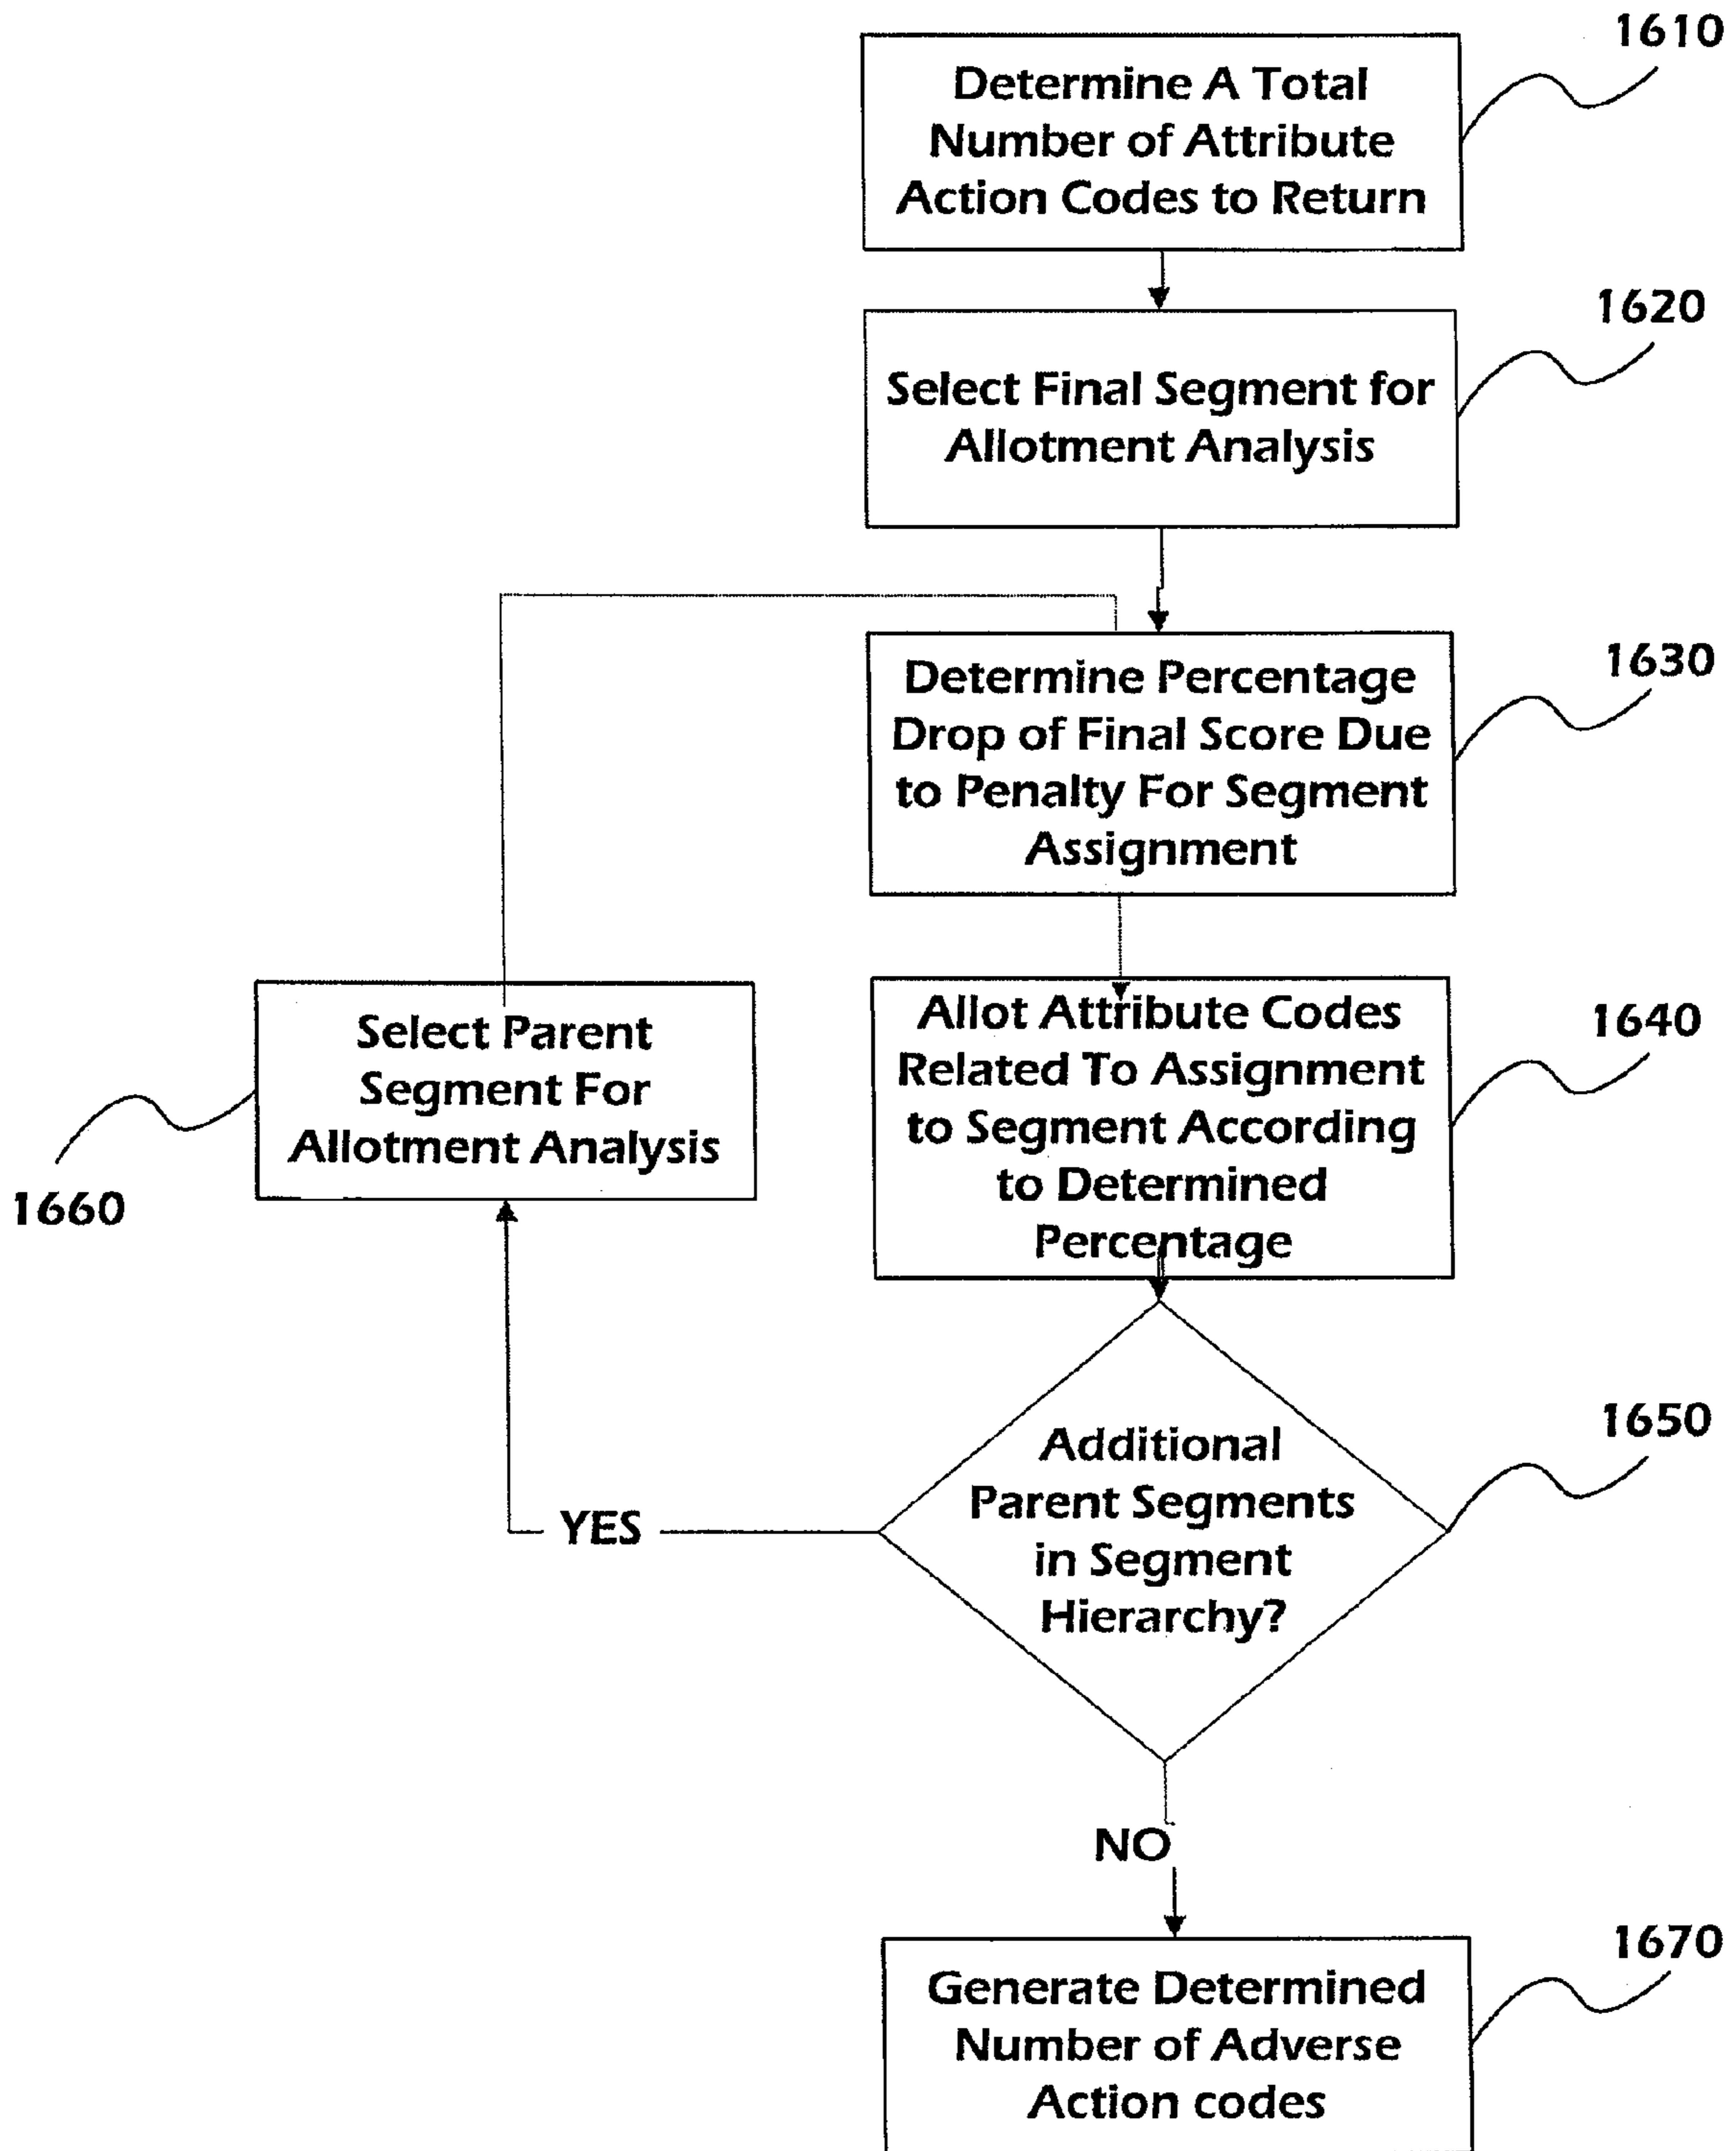 1610
Determine A Total
Number of Attribute
Action Codes to Return
1620
Select Final Segment for
Allotment Analysis
1630
Determine Percentage
Drop of Final Score Due
to Penalty For Segment
Assignment
1640
Allot Attribute Codes
Related To Assignment
to Segment According
to Determined
Percentage
Select Parent
Segment For
Allotment Analysis
1660
1650
Additional
Parent Segments
in Segment
Hierarchy?
YES
NO
1670
Generate Determined
Number of Adverse
Action codes